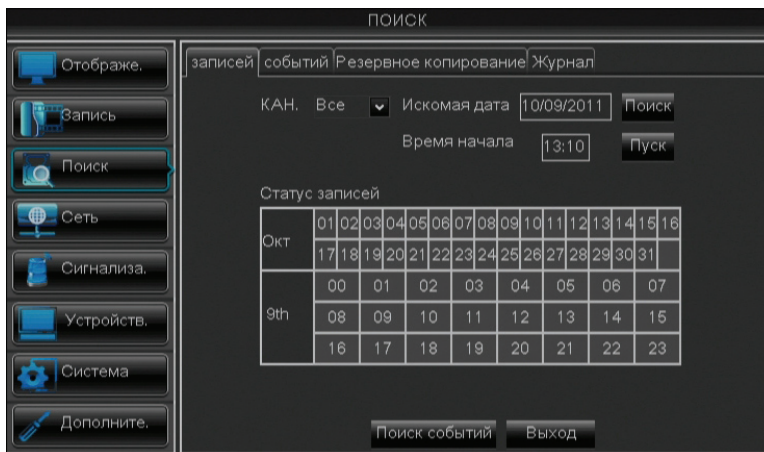 ПОИСК
Отображе.
Запись
Поиск
Сеть
Сигнализа.
Устройств.
Система
Дополните.
записей событий Резервное копирование Журнал
КАН. Все Искомая дата 10/09/2011 Поиск
Время начала 13:10 Пуск
Статус записей
Окт
01 02 03 04 05 06 07 08 09 10 11 12 13 14 15 16
17 18 19 20 21 22 23 24 25 26 27 28 29 30 31
9th
00 01 02 03 04 05 06 07
08 09 10 11 12 13 14 15
16 17 18 19 20 21 22 23
Поиск событий Выход